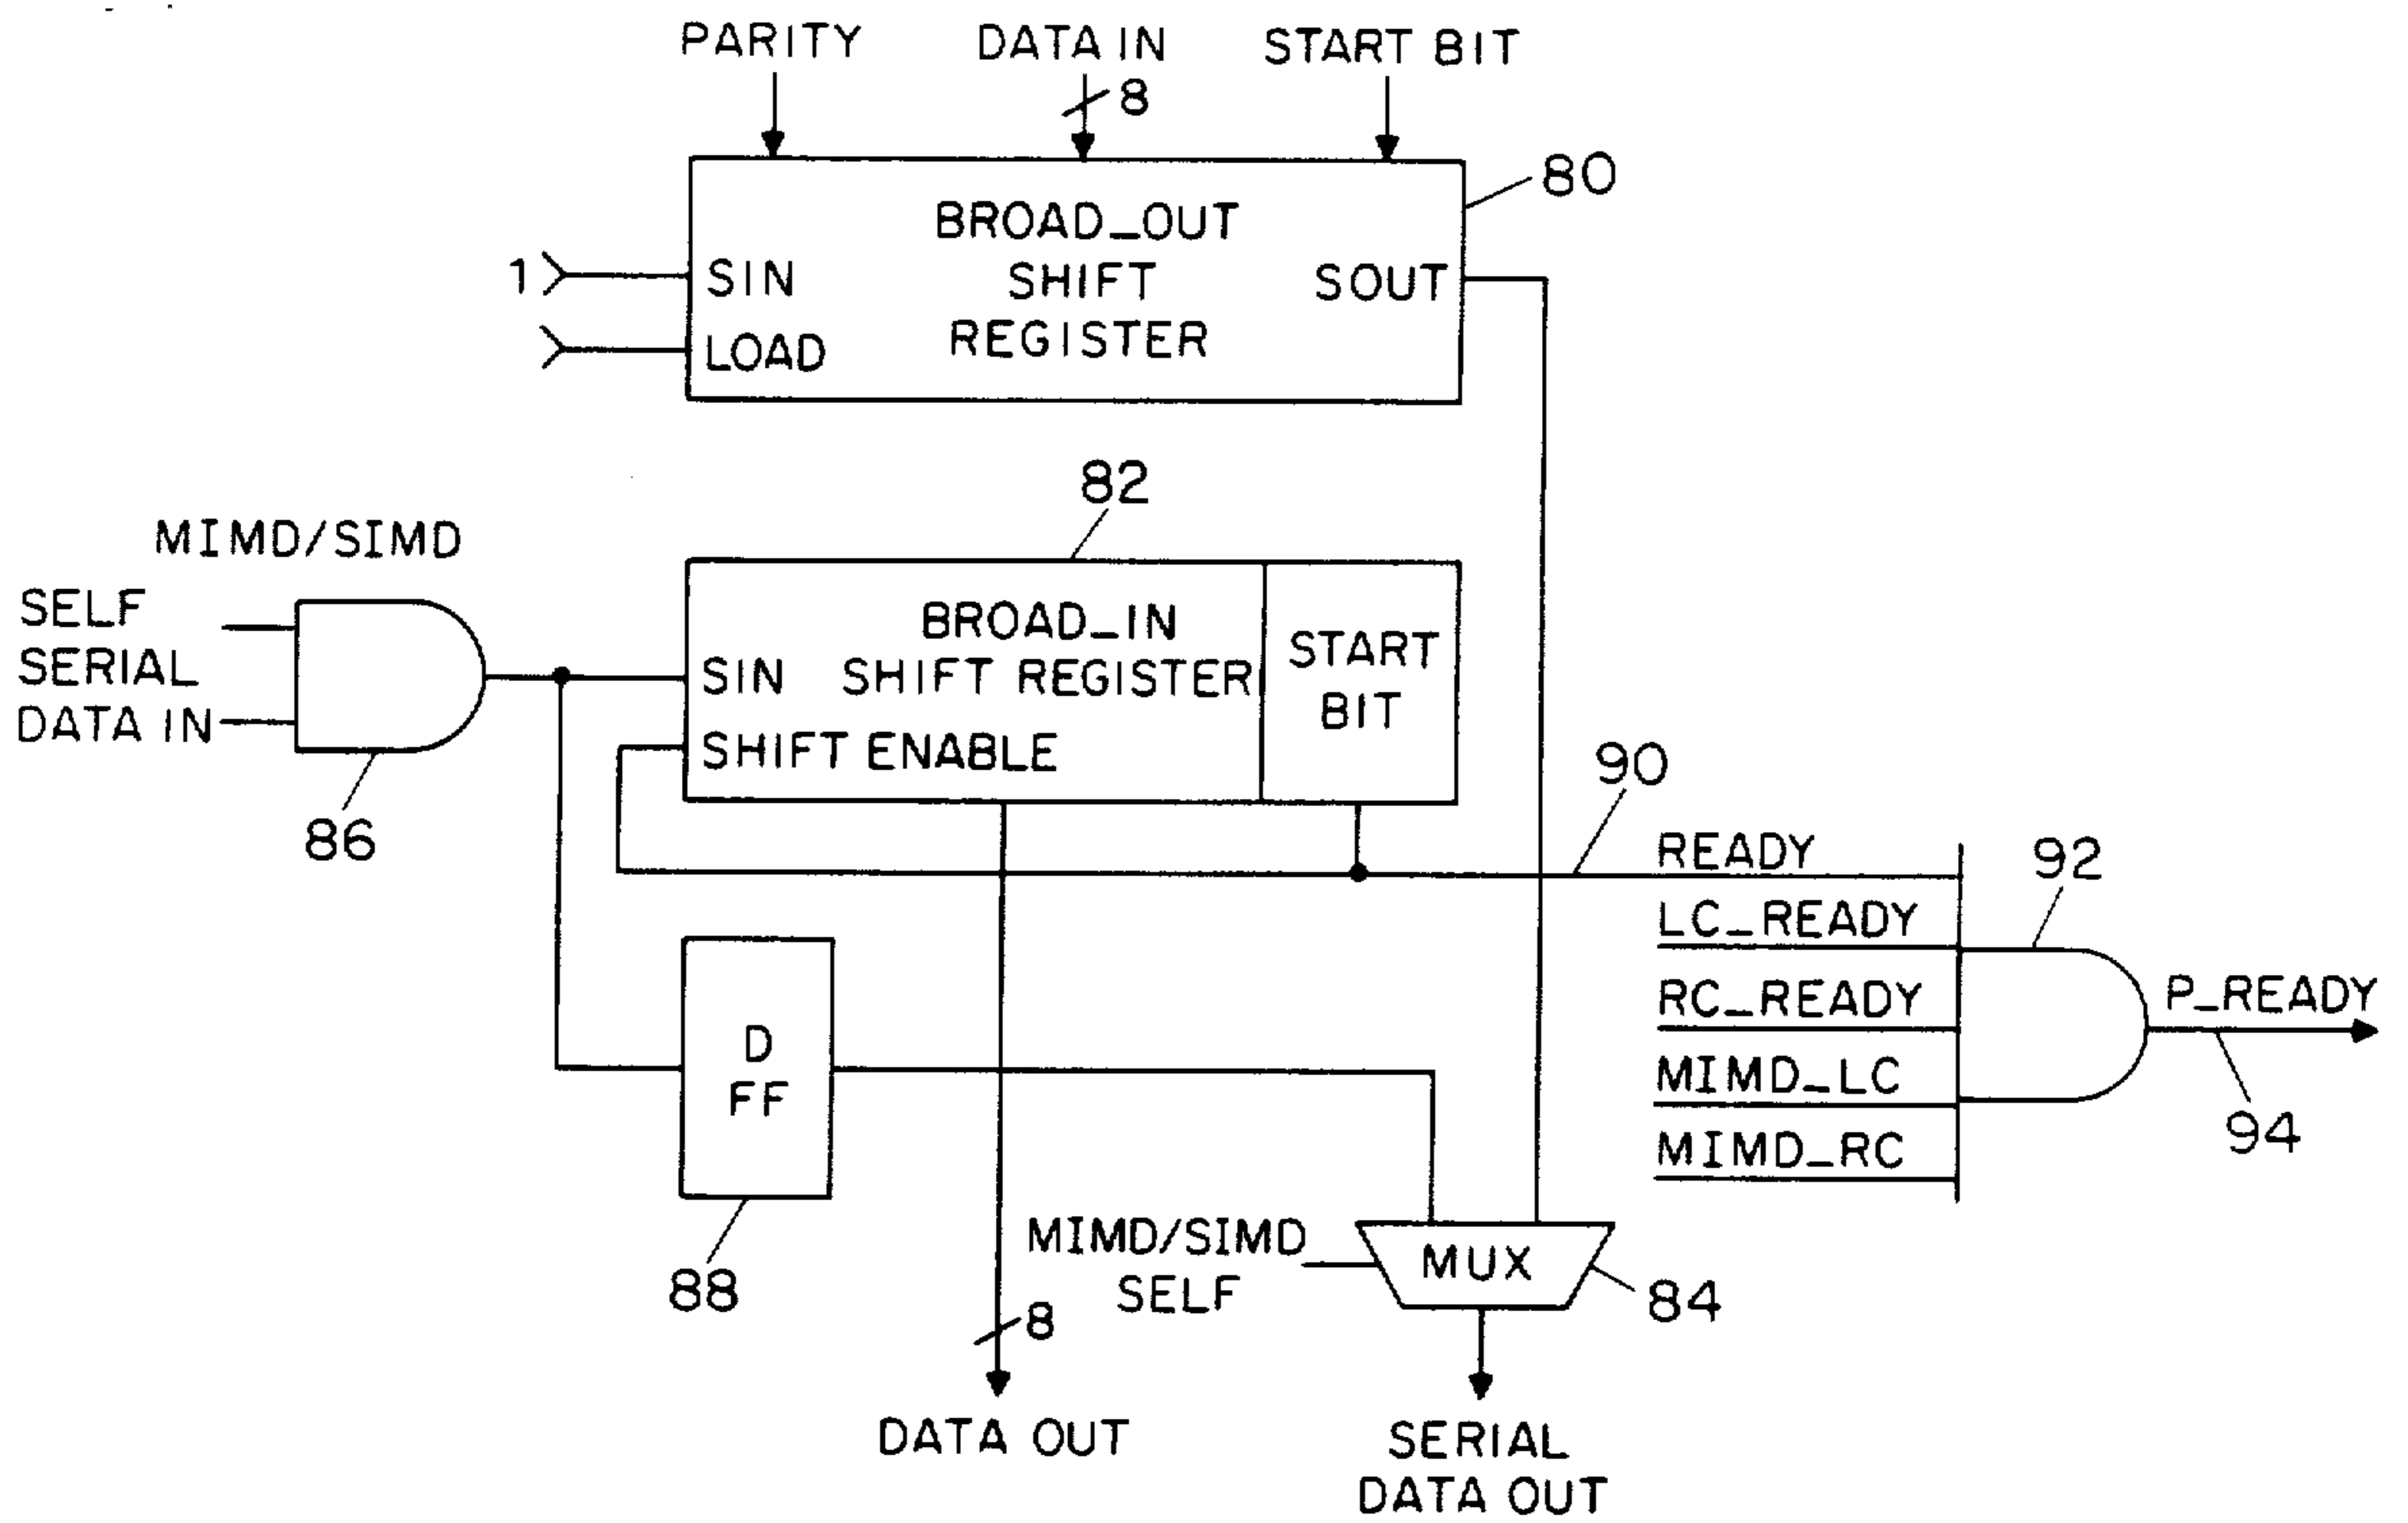 PARITY
DATA IN
START BIT
8
80
BROAD_OUT
SHIFT
REGISTER
1
SIN
SOUT
LOAD
82
MIMD/SIMD
SELF
SERIAL
DATA IN
86
BROAD_IN
SIN SHIFT REGISTER
SHIFT ENABLE
START
BIT
90
READY
LC_READY
RC_READY
MIMD_LC
MIMD_RC
92
P_READY
94
D
FF
88
MIMD/SIMD
SELF
MUX
84
8
DATA OUT
SERIAL
DATA OUT